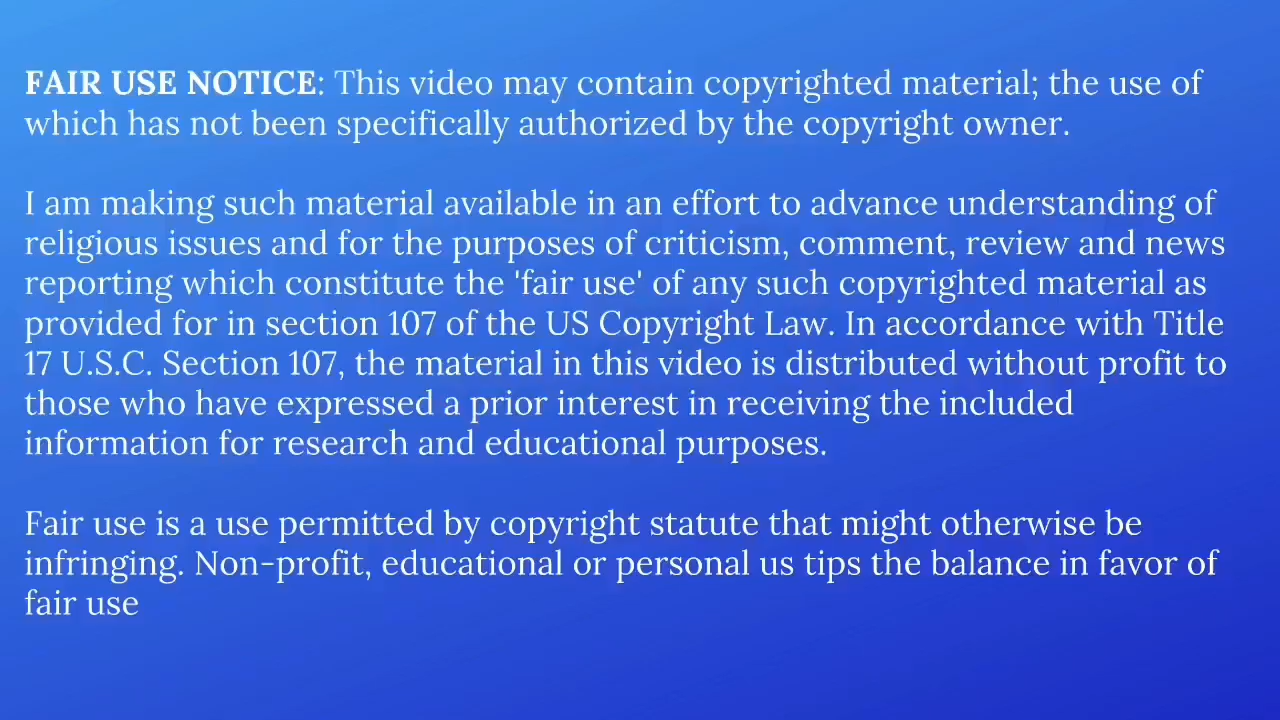 FAIR USE NOTICE: This video may contain copyrighted material; the use of
which has not been specifically authorized by the copyright owner.
I am making such material available in an effort to advance understanding of
religious issues and for the purposes of criticism, comment, review and news
reporting which constitute the 'fair use' of any such copyrighted material as
provided for in section 107 of the US Copyright Law. In accordance with Title
17 U.S.C. Section 107, the material in this video is distributed without profit to
those who have expressed a prior interest in receiving the included
information for research and educational purposes.
Fair use is a use permitted by copyright statute that might otherwise be
infringing. Non-profit, educational or personal us tips the balance in favor of
fair use